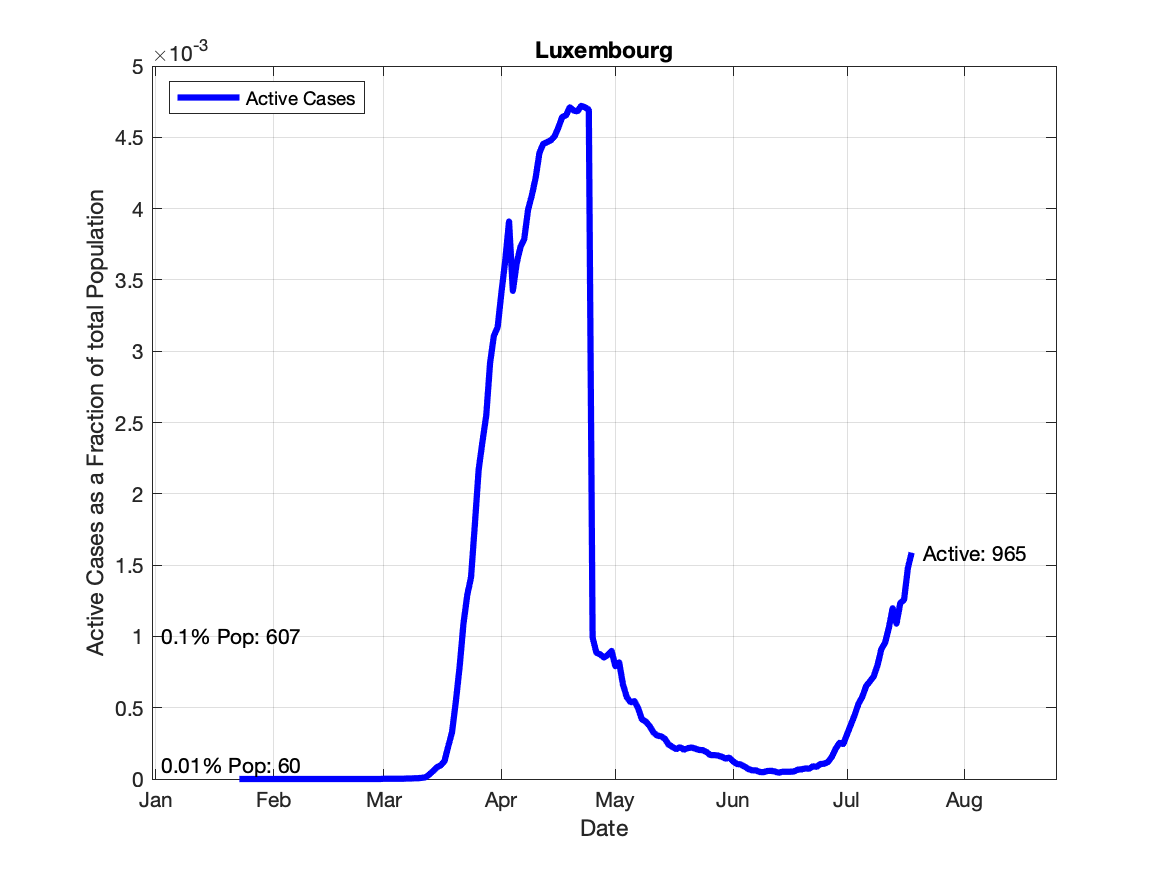 Luxembourg
×10-3
Active Cases
5
4.5
4
3.5
3
2.5
2
1.5
1
0.5
0
Active Cases as a Fraction of total Population
Active: 965
0.1% Pop: 607
0.01% Pop: 60
Jan Feb Mar Apr May Jun Jul Aug
Date